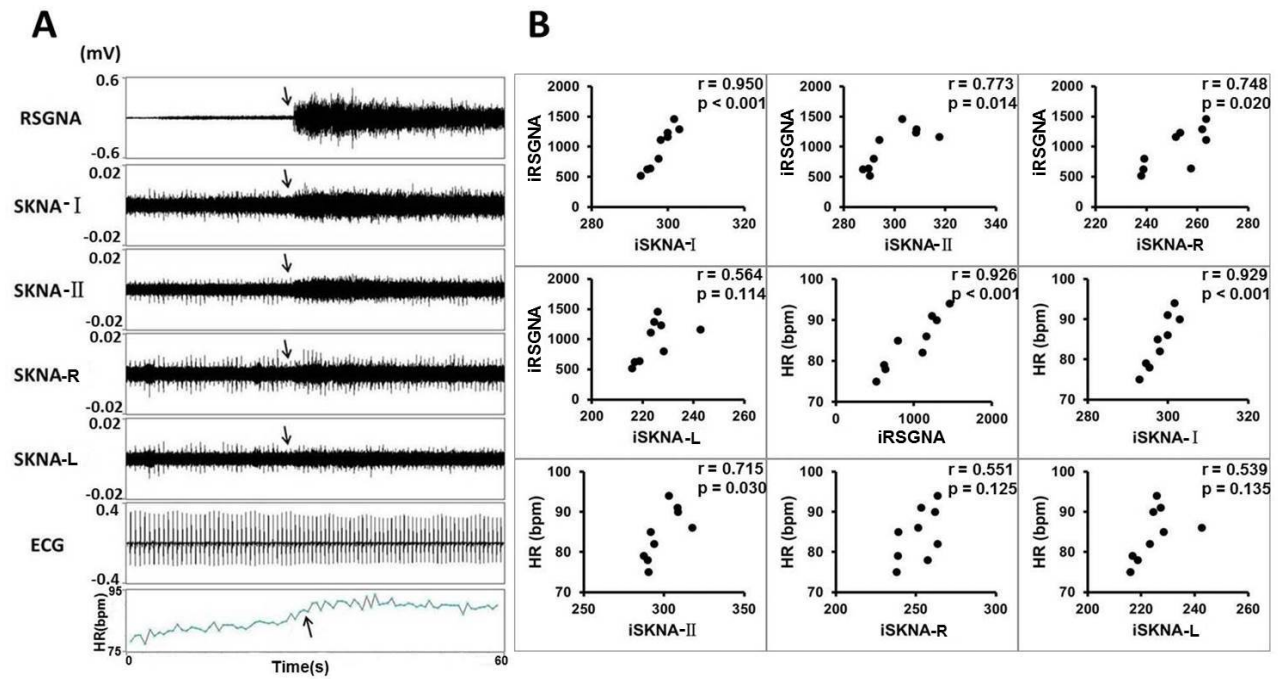 A
B
(mV)
0.6
RSGNA
-0.6
0.02
SKNA-Ⅰ
-0.02
0.02
SKNA-Ⅱ
-0.02
0.02
SKNA-R
-0.02
0.02
SKNA-L
-0.02
0.4
ECG
-0.4
95
HR(bpm)
75
0
Time(s)
60
r = 0.950
p < 0.001
2000
1500
1000
500
0
iRSGNA
280
300
320
iSKNA-Ⅰ
r = 0.773
p = 0.014
2000
1500
1000
500
0
iRSGNA
280
300
320
340
iSKNA-Ⅱ
r = 0.748
p = 0.020
2000
1500
1000
500
0
iRSGNA
220
240
260
280
iSKNA-R
r = 0.564
p = 0.114
2000
1500
1000
500
0
iRSGNA
200
220
240
260
iSKNA-L
r = 0.926
p < 0.001
100
90
80
70
HR (bpm)
0
1000
2000
iRSGNA
r = 0.929
p < 0.001
100
90
80
70
HR (bpm)
280
300
320
iSKNA-Ⅰ
r = 0.715
p = 0.030
100
90
80
70
HR (bpm)
250
300
350
iSKNA-Ⅱ
r = 0.551
p = 0.125
100
90
80
70
HR (bpm)
200
250
300
iSKNA-R
r = 0.539
p = 0.135
100
90
80
70
HR (bpm)
200
220
240
260
iSKNA-L